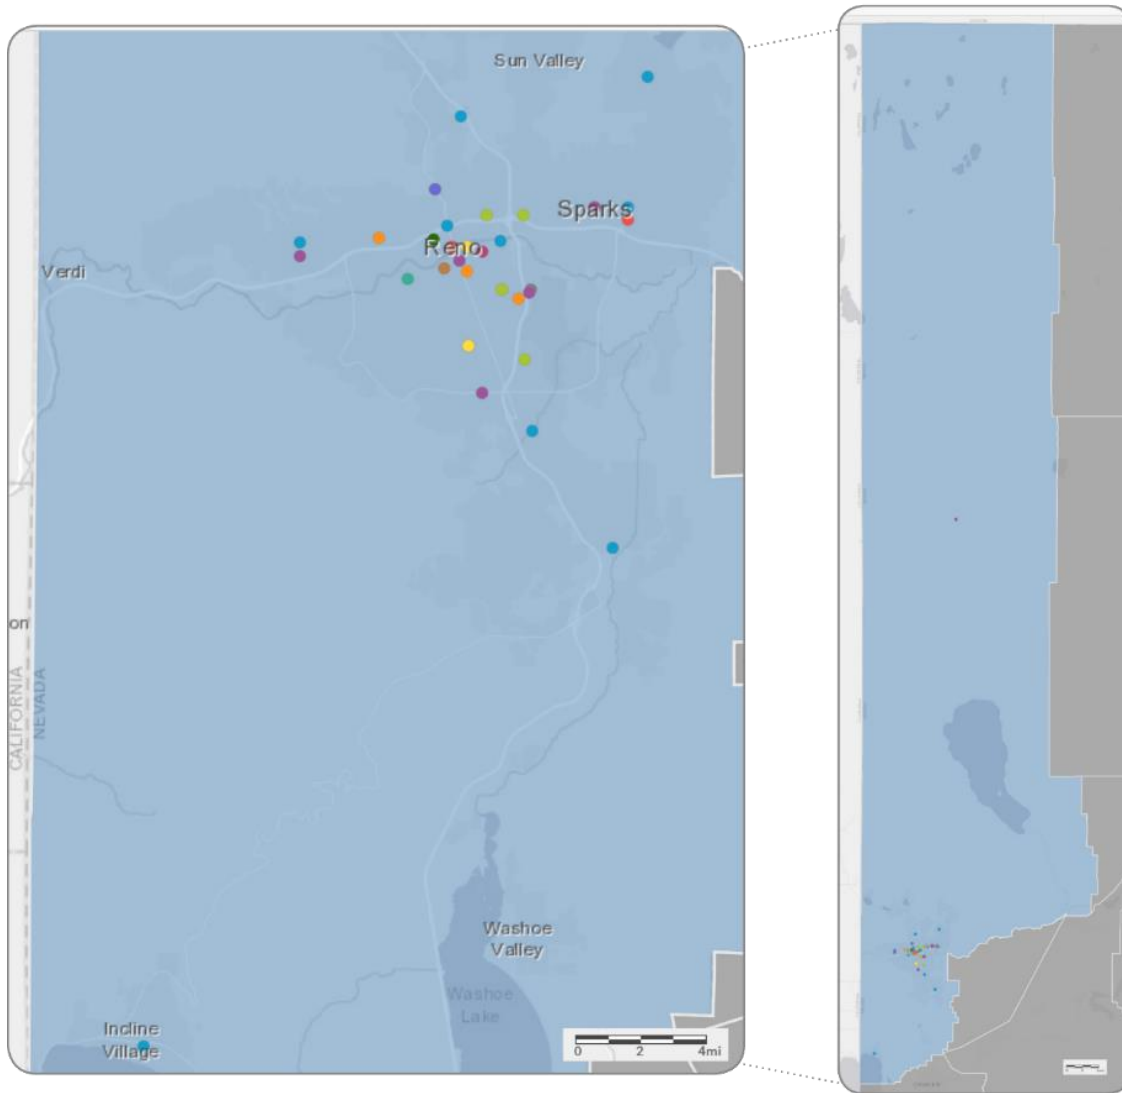 Sun Valley
Sparks
Reno
Verdi
on
CALIFORNIA
NEVADA
Washoe
Valley
Washoe
Lake
Incline
Village
0 2 4mi